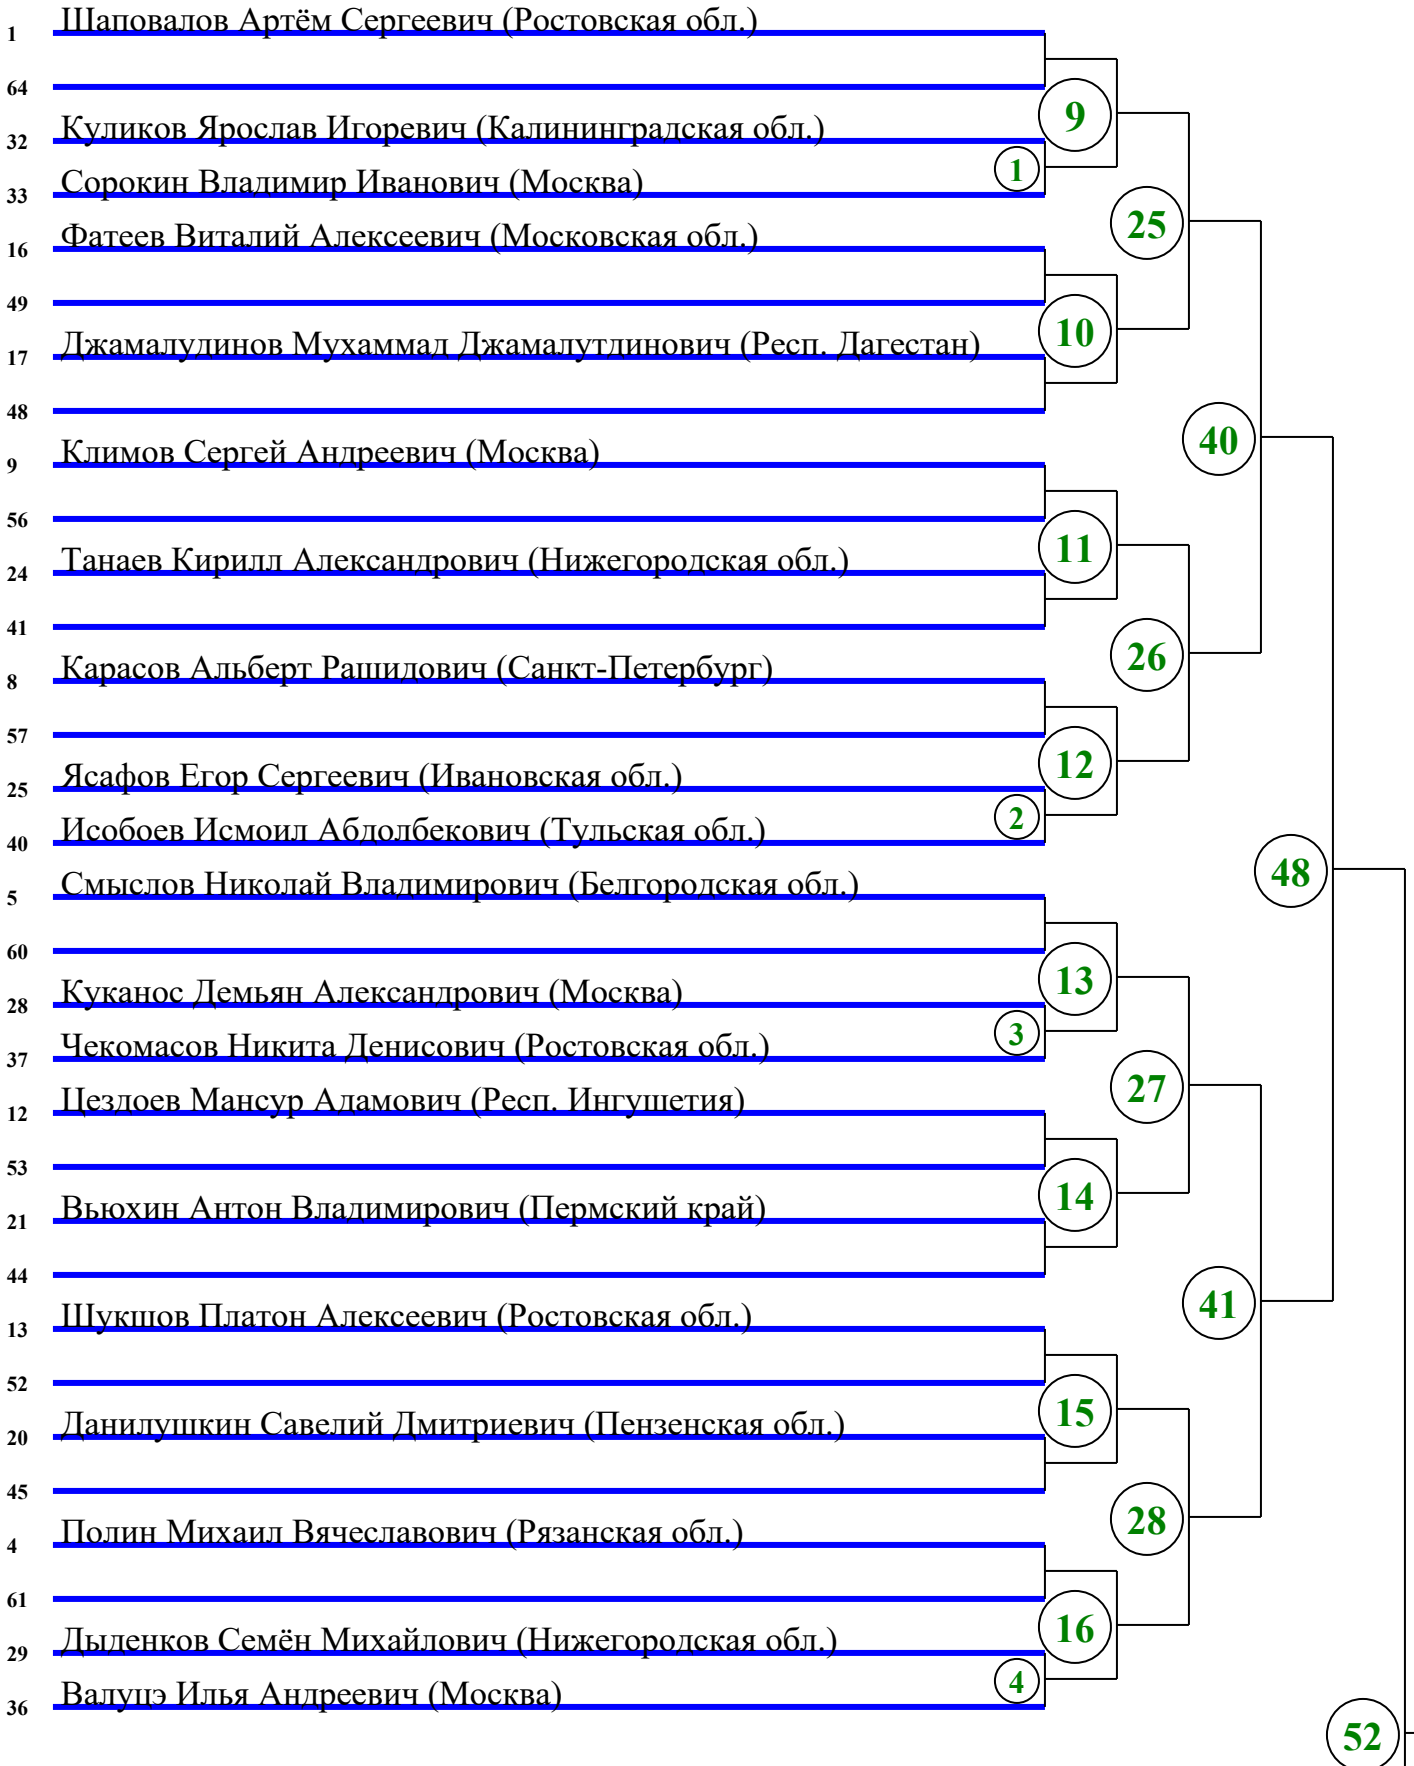 1 Шаповалов Артём Сергеевич (Ростовская обл.)
64
9
32 Куликов Ярослав Игоревич (Калининградская обл.)
1
33 Сорокин Владимир Иванович (Москва)
25
16 Фатеев Виталий Алексеевич (Московская обл.)
49
10
17 Джамалудинов Мухаммад Джамалутдинович (Респ. Дагестан)
48
40
9 Климов Сергей Андреевич (Москва)
56
11
24 Танаев Кирилл Александрович (Нижегородская обл.)
41
26
8 Карасов Альберт Рашидович (Санкт-Петербург)
57
12
25 Ясафов Егор Сергеевич (Ивановская обл.)
2
40 Исобоев Исмоил Абдолбекович (Тульская обл.)
48
5 Смыслов Николай Владимирович (Белгородская обл.)
60
13
28 Куканос Демьян Александрович (Москва)
3
37 Чекомасов Никита Денисович (Ростовская обл.)
27
12 Цездоев Мансур Адамович (Респ. Ингушетия)
53
14
21 Вьюхин Антон Владимирович (Пермский край)
44
41
13 Шукшов Платон Алексеевич (Ростовская обл.)
52
15
20 Данилушкин Савелий Дмитриевич (Пензенская обл.)
45
28
4 Полин Михаил Вячеславович (Рязанская обл.)
61
16
29 Дыденков Семён Михайлович (Нижегородская обл.)
4
36 Валуцэ Илья Андреевич (Москва)
52